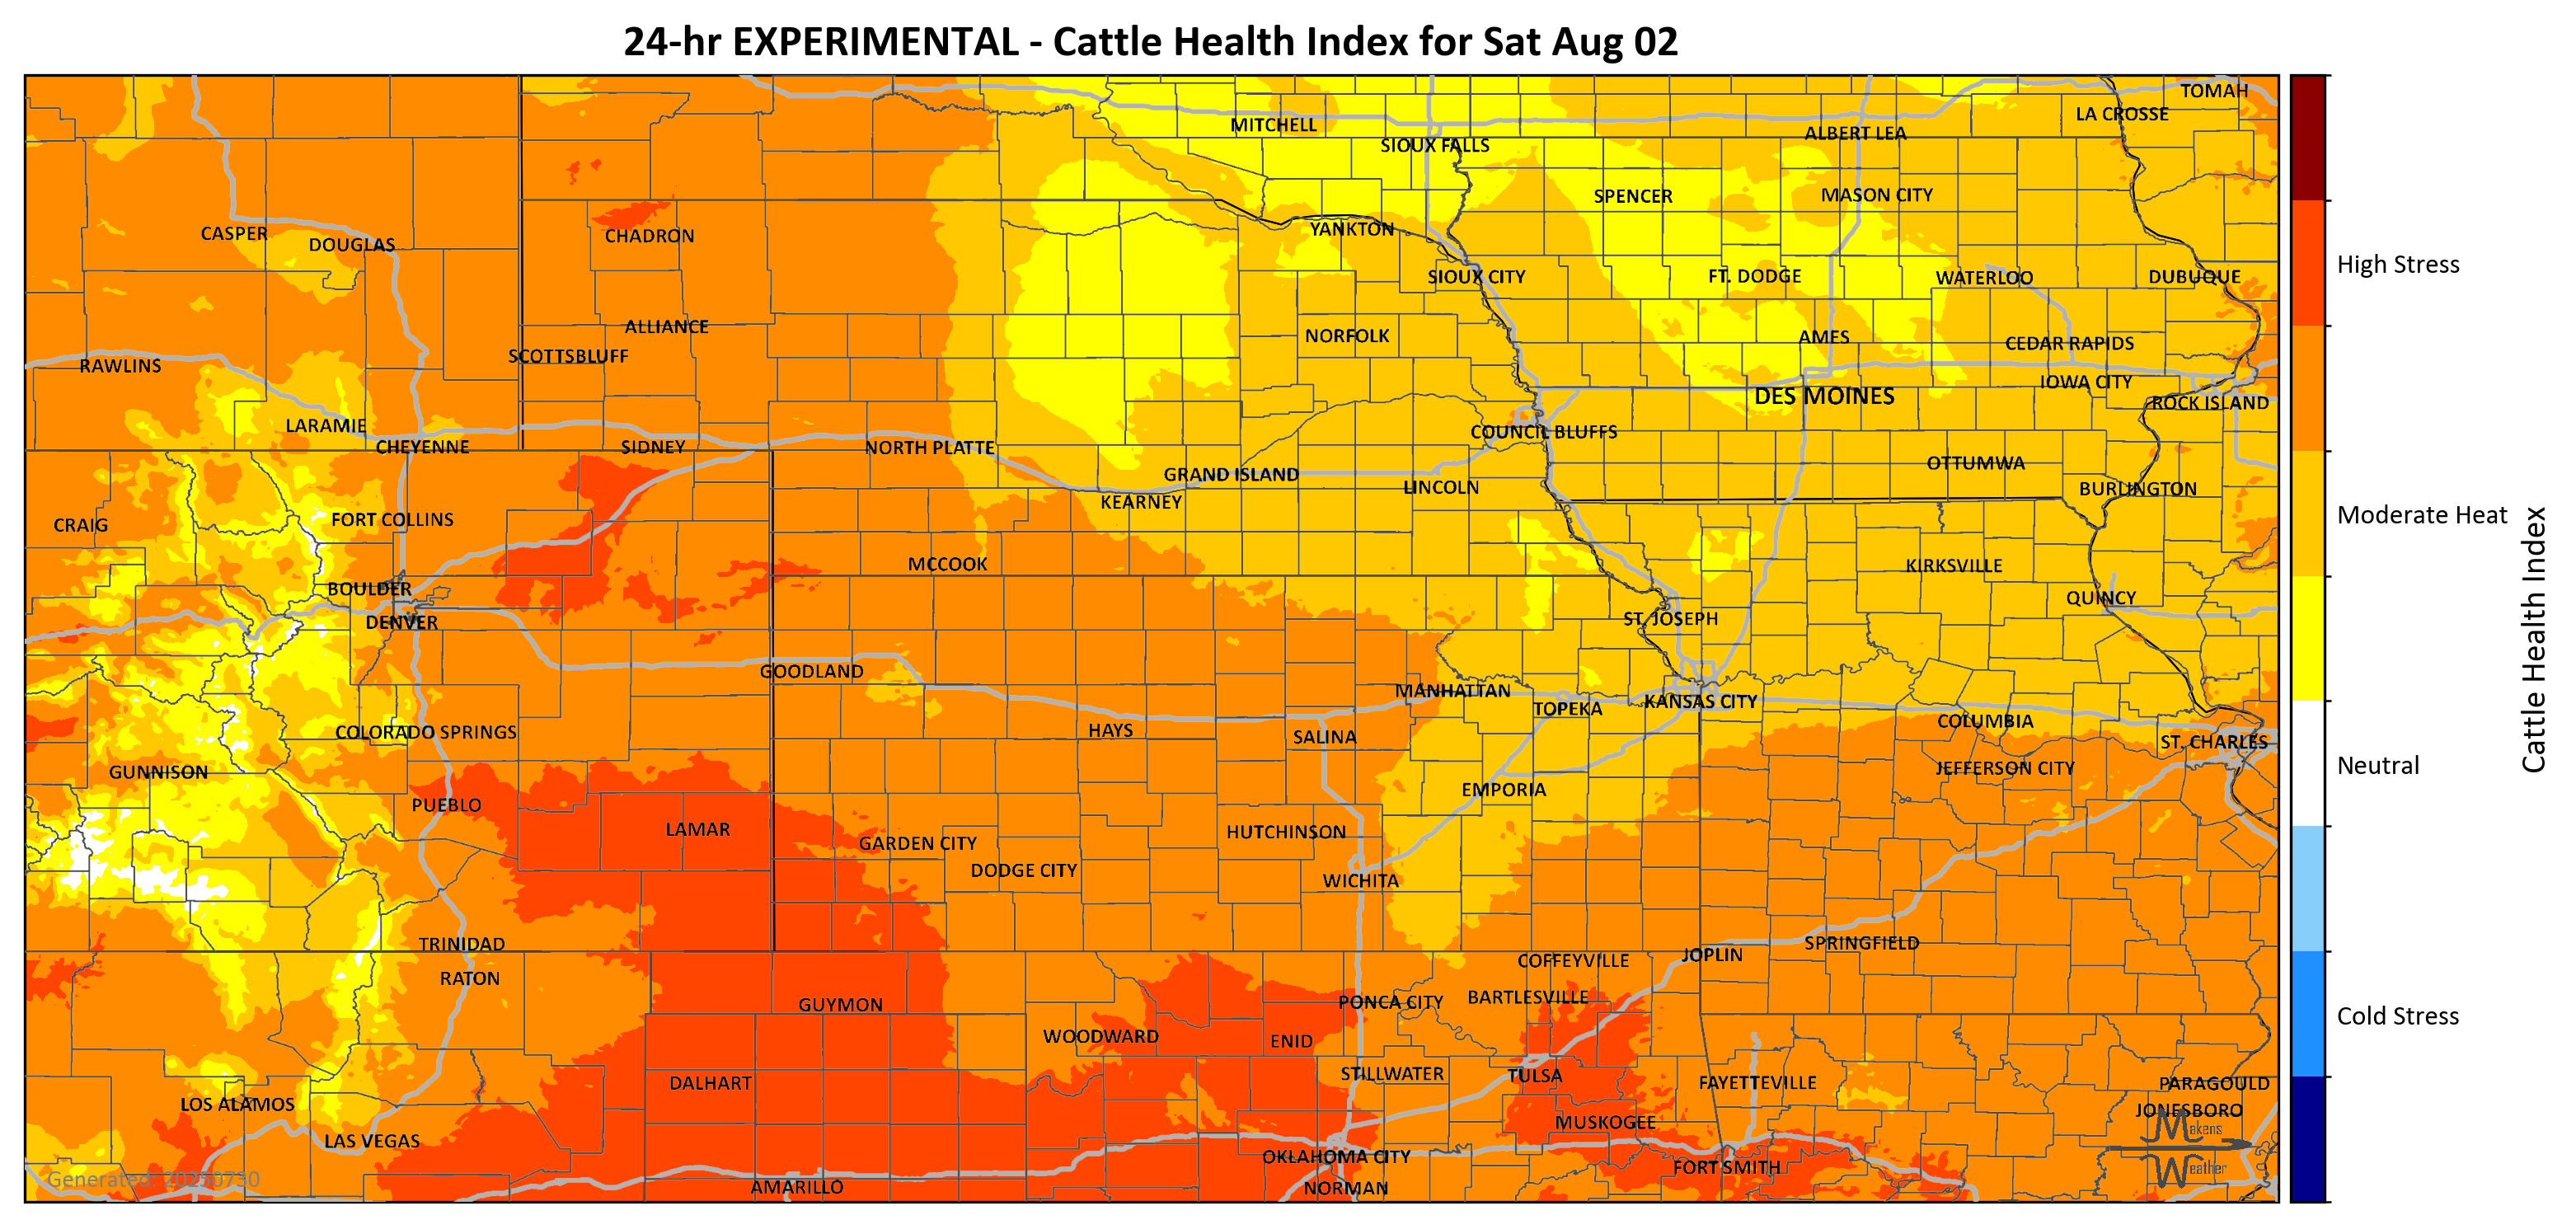 24-hr EXPERIMENTAL - Cattle Health Index for Sat Aug 02
TOMAH
LA CROSSE
MITCHELL
ALBERT LEA
SIOUX FALLS
SPENCER
MASON CITY
CASPER
DOUGLAS
CHADRON
YANKTON
SIOUX CITY
FT. DODGE
WATERLOO
DUBUQUE
High Stress
ALLIANCE
NORFOLK
AMES
CEDAR RAPIDS
SCOTTSBLUFF
RAWLINS
IOWA CITY
DES MOINES
ROCK ISLAND
LARAMIE
COUNCIL BLUFFS
CHEYENNE
SIDNEY
NORTH PLATTE
OTTUMWA
GRAND ISLAND
LINCOLN
BURLINGTON
KEARNEY
Moderate Heat
CRAIG
FORT COLLINS
MCCOOK
KIRKSVILLE
BOULDER
QUINCY
DENVER
ST. JOSEPH
Cattle Health Index
GOODLAND
MANHATTAN
KANSAS CITY
TOPEKA
COLUMBIA
COLORADO SPRINGS
HAYS
SALINA
ST. CHARLES
GUNNISON
JEFFERSON CITY
Neutral
EMPORIA
PUEBLO
LAMAR
HUTCHINSON
GARDEN CITY
DODGE CITY
WICHITA
TRINIDAD
SPRINGFIELD
JOPLIN
COFFEYVILLE
RATON
BARTLESVILLE
PONCA CITY
GUYMON
Cold Stress
WOODWARD
ENID
STILLWATER
TULSA
DALHART
FAYETTEVILLE
PARAGOULD
LOS ALAMOS
JONESBORO
MUSKOGEE
Makens
LAS VEGAS
OKLAHOMA CITY
FORT SMITH
Weather
Generated: 20250730
AMARILLO
NORMAN